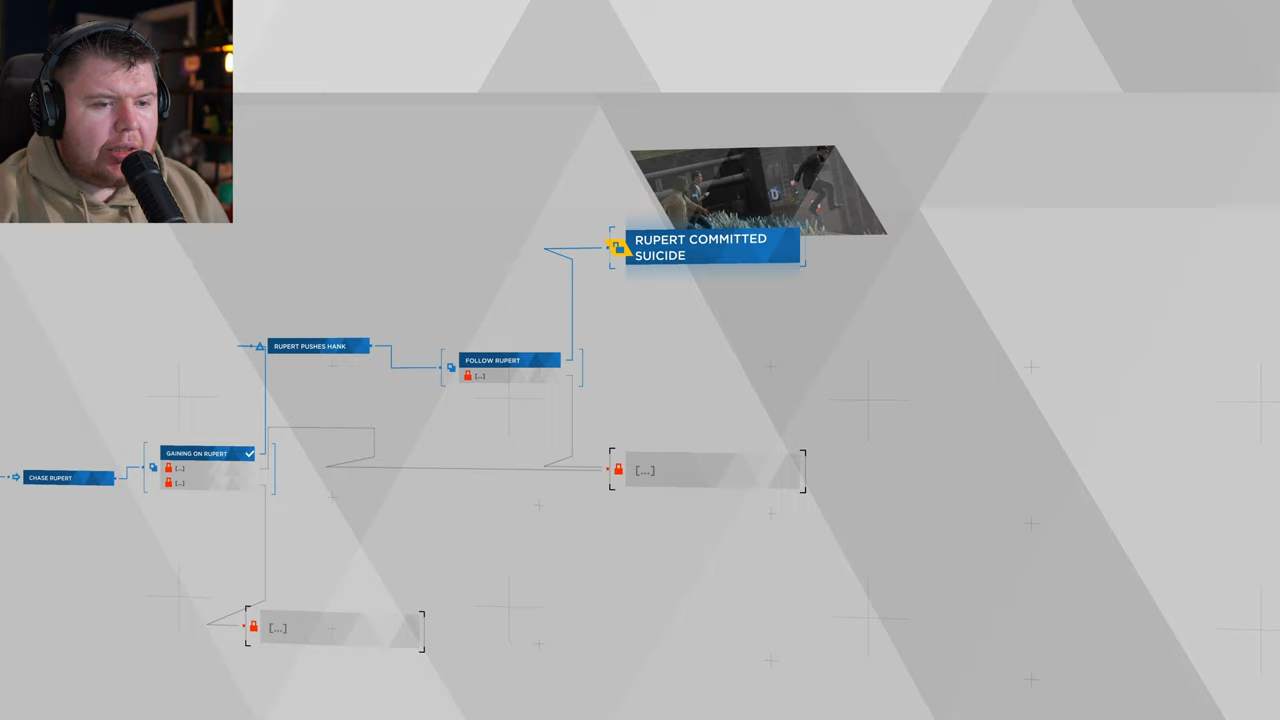 D
RUPERT COMMITTED
SUICIDE
RUPERT PUSHES HANK
FOLLOW RUPERT
[...]
GAINING ON RUPERT
[...]
[...]
CHASE RUPERT
[...]
[...]